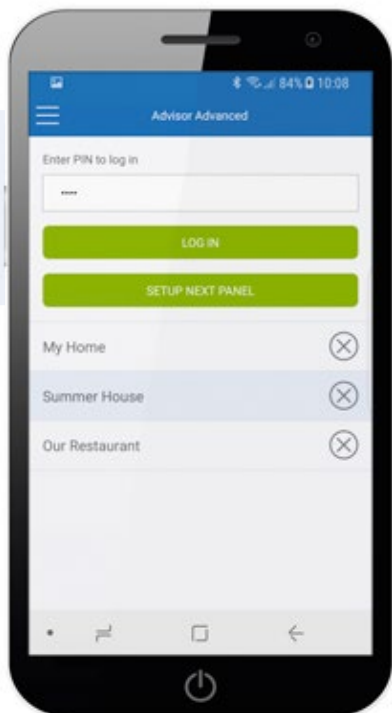 84% 10:08
Advisor Advanced
Enter PIN to log in
····
LOG IN
SETUP NEXT PANEL
My Home
Summer House
Our Restaurant